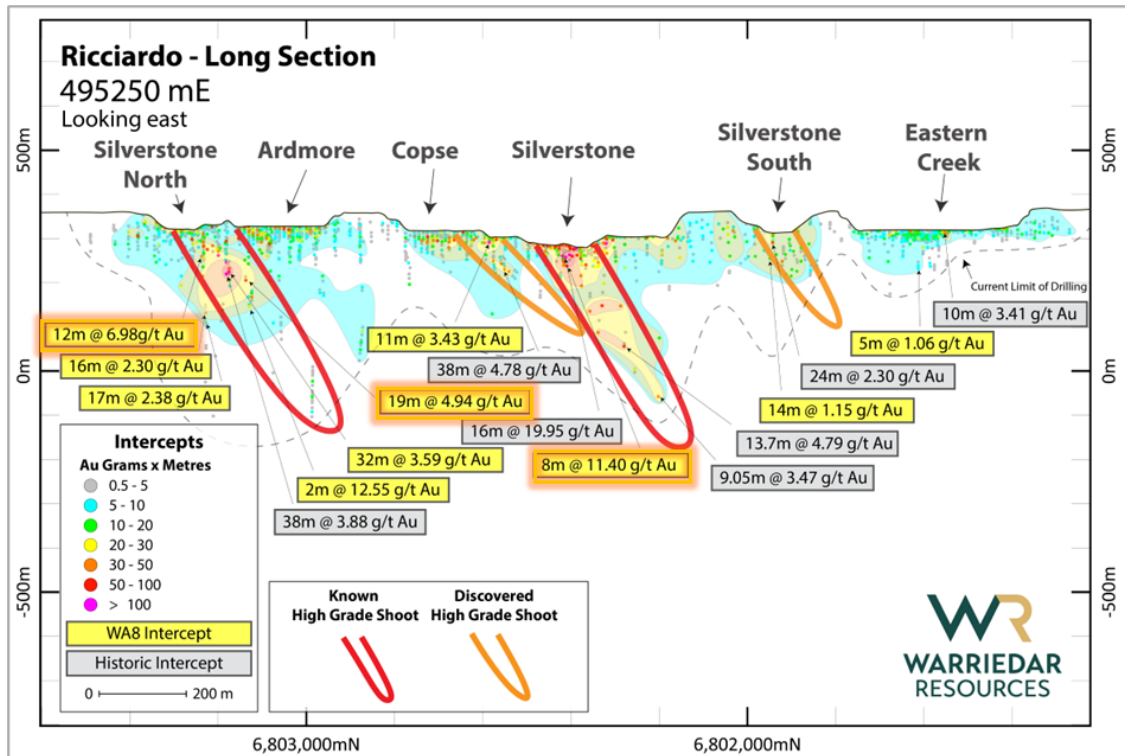 Ricciardo - Long Section
495250 mE
Looking east
Silverstone
North
Ardmore
Copse
Silverstone
Silverstone
South
Eastern
Creek
500m
500m
0m
0m
-500m
-500m
Current Limit of Drilling
12m @ 6.98g/t Au
16m @ 2.30 g/t Au
17m @ 2.38 g/t Au
11m @ 3.43 g/t Au
38m @ 4.78 g/t Au
19m @ 4.94 g/t Au
16m @ 19.95 g/t Au
32m @ 3.59 g/t Au
2m @ 12.55 g/t Au
38m @ 3.88 g/t Au
8m @ 11.40 g/t Au
10m @ 3.41 g/t Au
5m @ 1.06 g/t Au
24m @ 2.30 g/t Au
14m @ 1.15 g/t Au
13.7m @ 4.79 g/t Au
9.05m @ 3.47 g/t Au
Intercepts
Au Grams x Metres
0.5 - 5
5 - 10
10 - 20
20 - 30
30 - 50
50 - 100
> 100
WA8 Intercept
Historic Intercept
0 200 m
Known
High Grade Shoot
Discovered
High Grade Shoot
WR
WARRIEDAR
RESOURCES
6,803,000mN
6,802,000mN